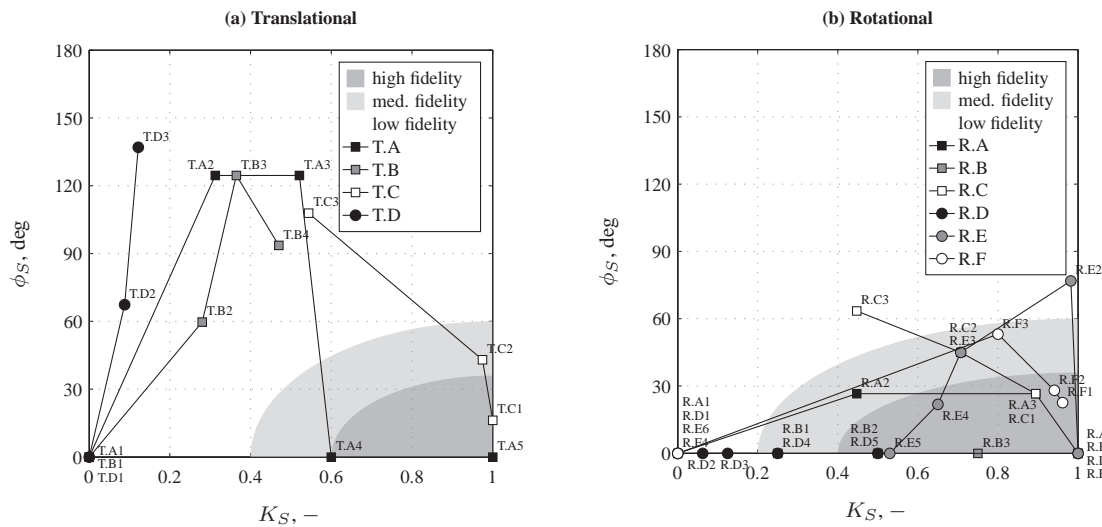 (a) Translational
180
150
120
90
60
30
0
0
0.2
0.4
0.6
0.8
1
ϕS, deg
KS, −
high fidelity
med. fidelity
low fidelity
T.A
T.B
T.C
T.D
T.D3
T.A2
T.B3
T.A3
T.C3
T.B4
T.D2
T.B2
T.C2
T.C1
T.A1
T.B1
T.D1
T.A4
T.A5
(b) Rotational
180
150
120
90
60
30
0
0
0.2
0.4
0.6
0.8
1
ϕS, deg
KS, −
high fidelity
med. fidelity
low fidelity
R.A
R.B
R.C
R.D
R.E
R.F
R.E2
R.C3
R.C2
R.E3
R.F3
R.A2
R.F2
R.F1
R.A1
R.D1
R.E6
R.F4
R.A3
R.C1
R.E4
R.B1
R.D4
R.B2
R.D5
R.E5
R.B3
R.D2
R.D3